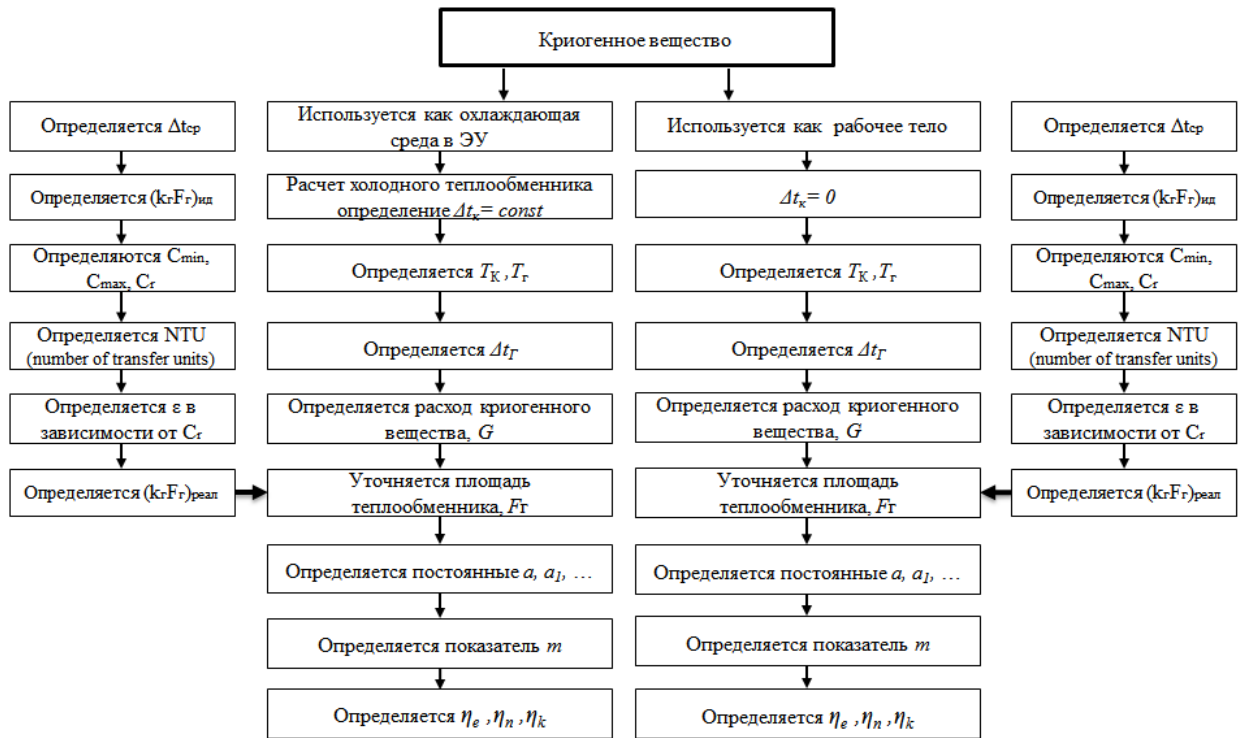 Криогенное вещество
Определяется Δtср
Определяется (kгFг)ид
Определяются Cmin,
Cmax, Cr
Определяется NTU
(number of transfer units)
Определяется ε в
зависимости от Cr
Определяется (kгFг)реал
Используется как охлаждающая
среда в ЭУ
Расчет холодного теплообменника
определение Δtк= const
Определяется TК , Tг
Определяется ΔtГ
Определяется расход криогенного
вещества, G
Уточняется площадь
теплообменника, Fг
Определяется постоянные a, a1, …
Определяется показатель m
Определяется ηe , ηn , ηk
Используется как рабочее тело
Δtк= 0
Определяется TК , Tг
Определяется ΔtГ
Определяется расход криогенного
вещества, G
Уточняется площадь
теплообменника, Fг
Определяется постоянные a, a1, …
Определяется показатель m
Определяется ηe , ηn , ηk
Определяется Δtср
Определяется (kгFг)ид
Определяются Cmin,
Cmax, Cr
Определяется NTU
(number of transfer units)
Определяется ε в
зависимости от Cr
Определяется (kгFг)реал